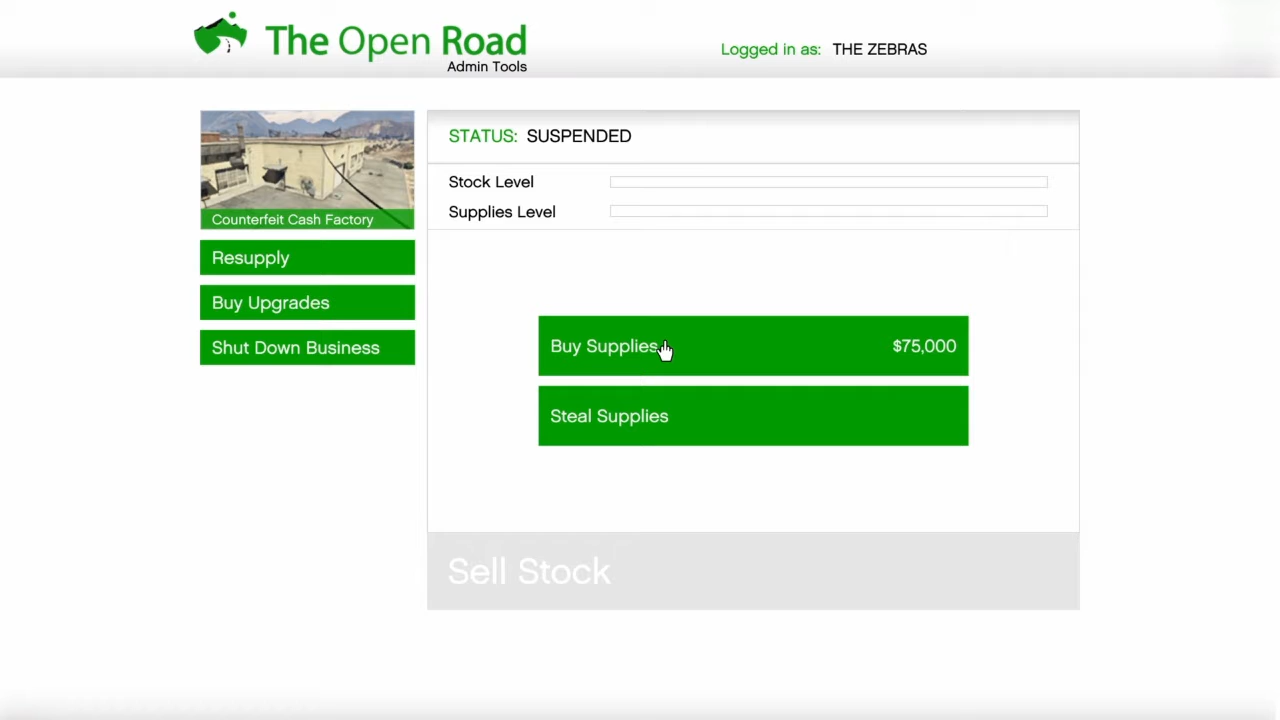 The Open Road
Admin Tools
Logged in as: THE ZEBRAS
Counterfeit Cash Factory
Resupply
Buy Upgrades
Shut Down Business
STATUS: SUSPENDED
Stock Level
Supplies Level
Buy Supplies $75,000
Steal Supplies
Sell Stock